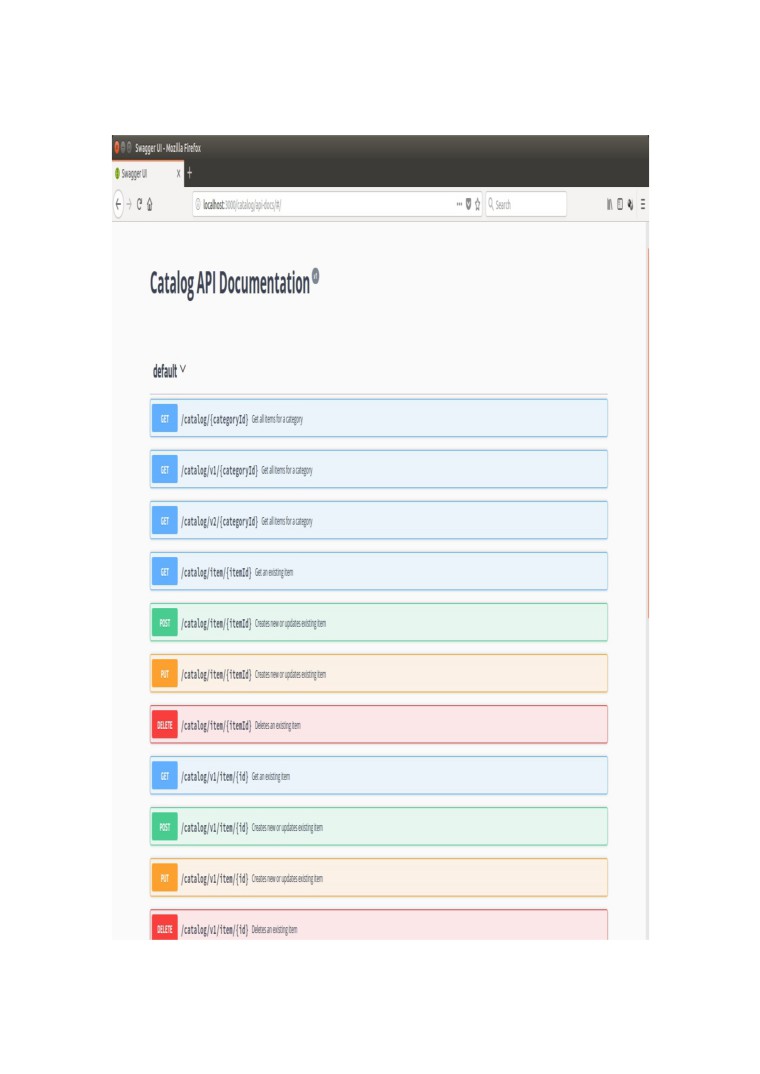 Swagger UI - Mozilla Firefox
Swagger UI X +
localhost:3000/catalog/api-docs/#/ Search
Catalog API Documentation
default
GET /catalog/{categoryId} Get all items for a category
GET /catalog/v1/{categoryId} Get all items for a category
GET /catalog/v2/{categoryId} Get all items for a category
GET /catalog/item/{itemId} Get an existing item
POST /catalog/item/{itemId} Creates new or updates existing item
PUT /catalog/item/{itemId} Creates new or updates existing item
DELETE /catalog/item/{itemId} Deletes an existing item
GET /catalog/v1/item/{id} Get an existing item
POST /catalog/v1/item/{id} Creates new or updates existing item
PUT /catalog/v1/item/{id} Creates new or updates existing item
DELETE /catalog/v1/item/{id} Deletes an existing item